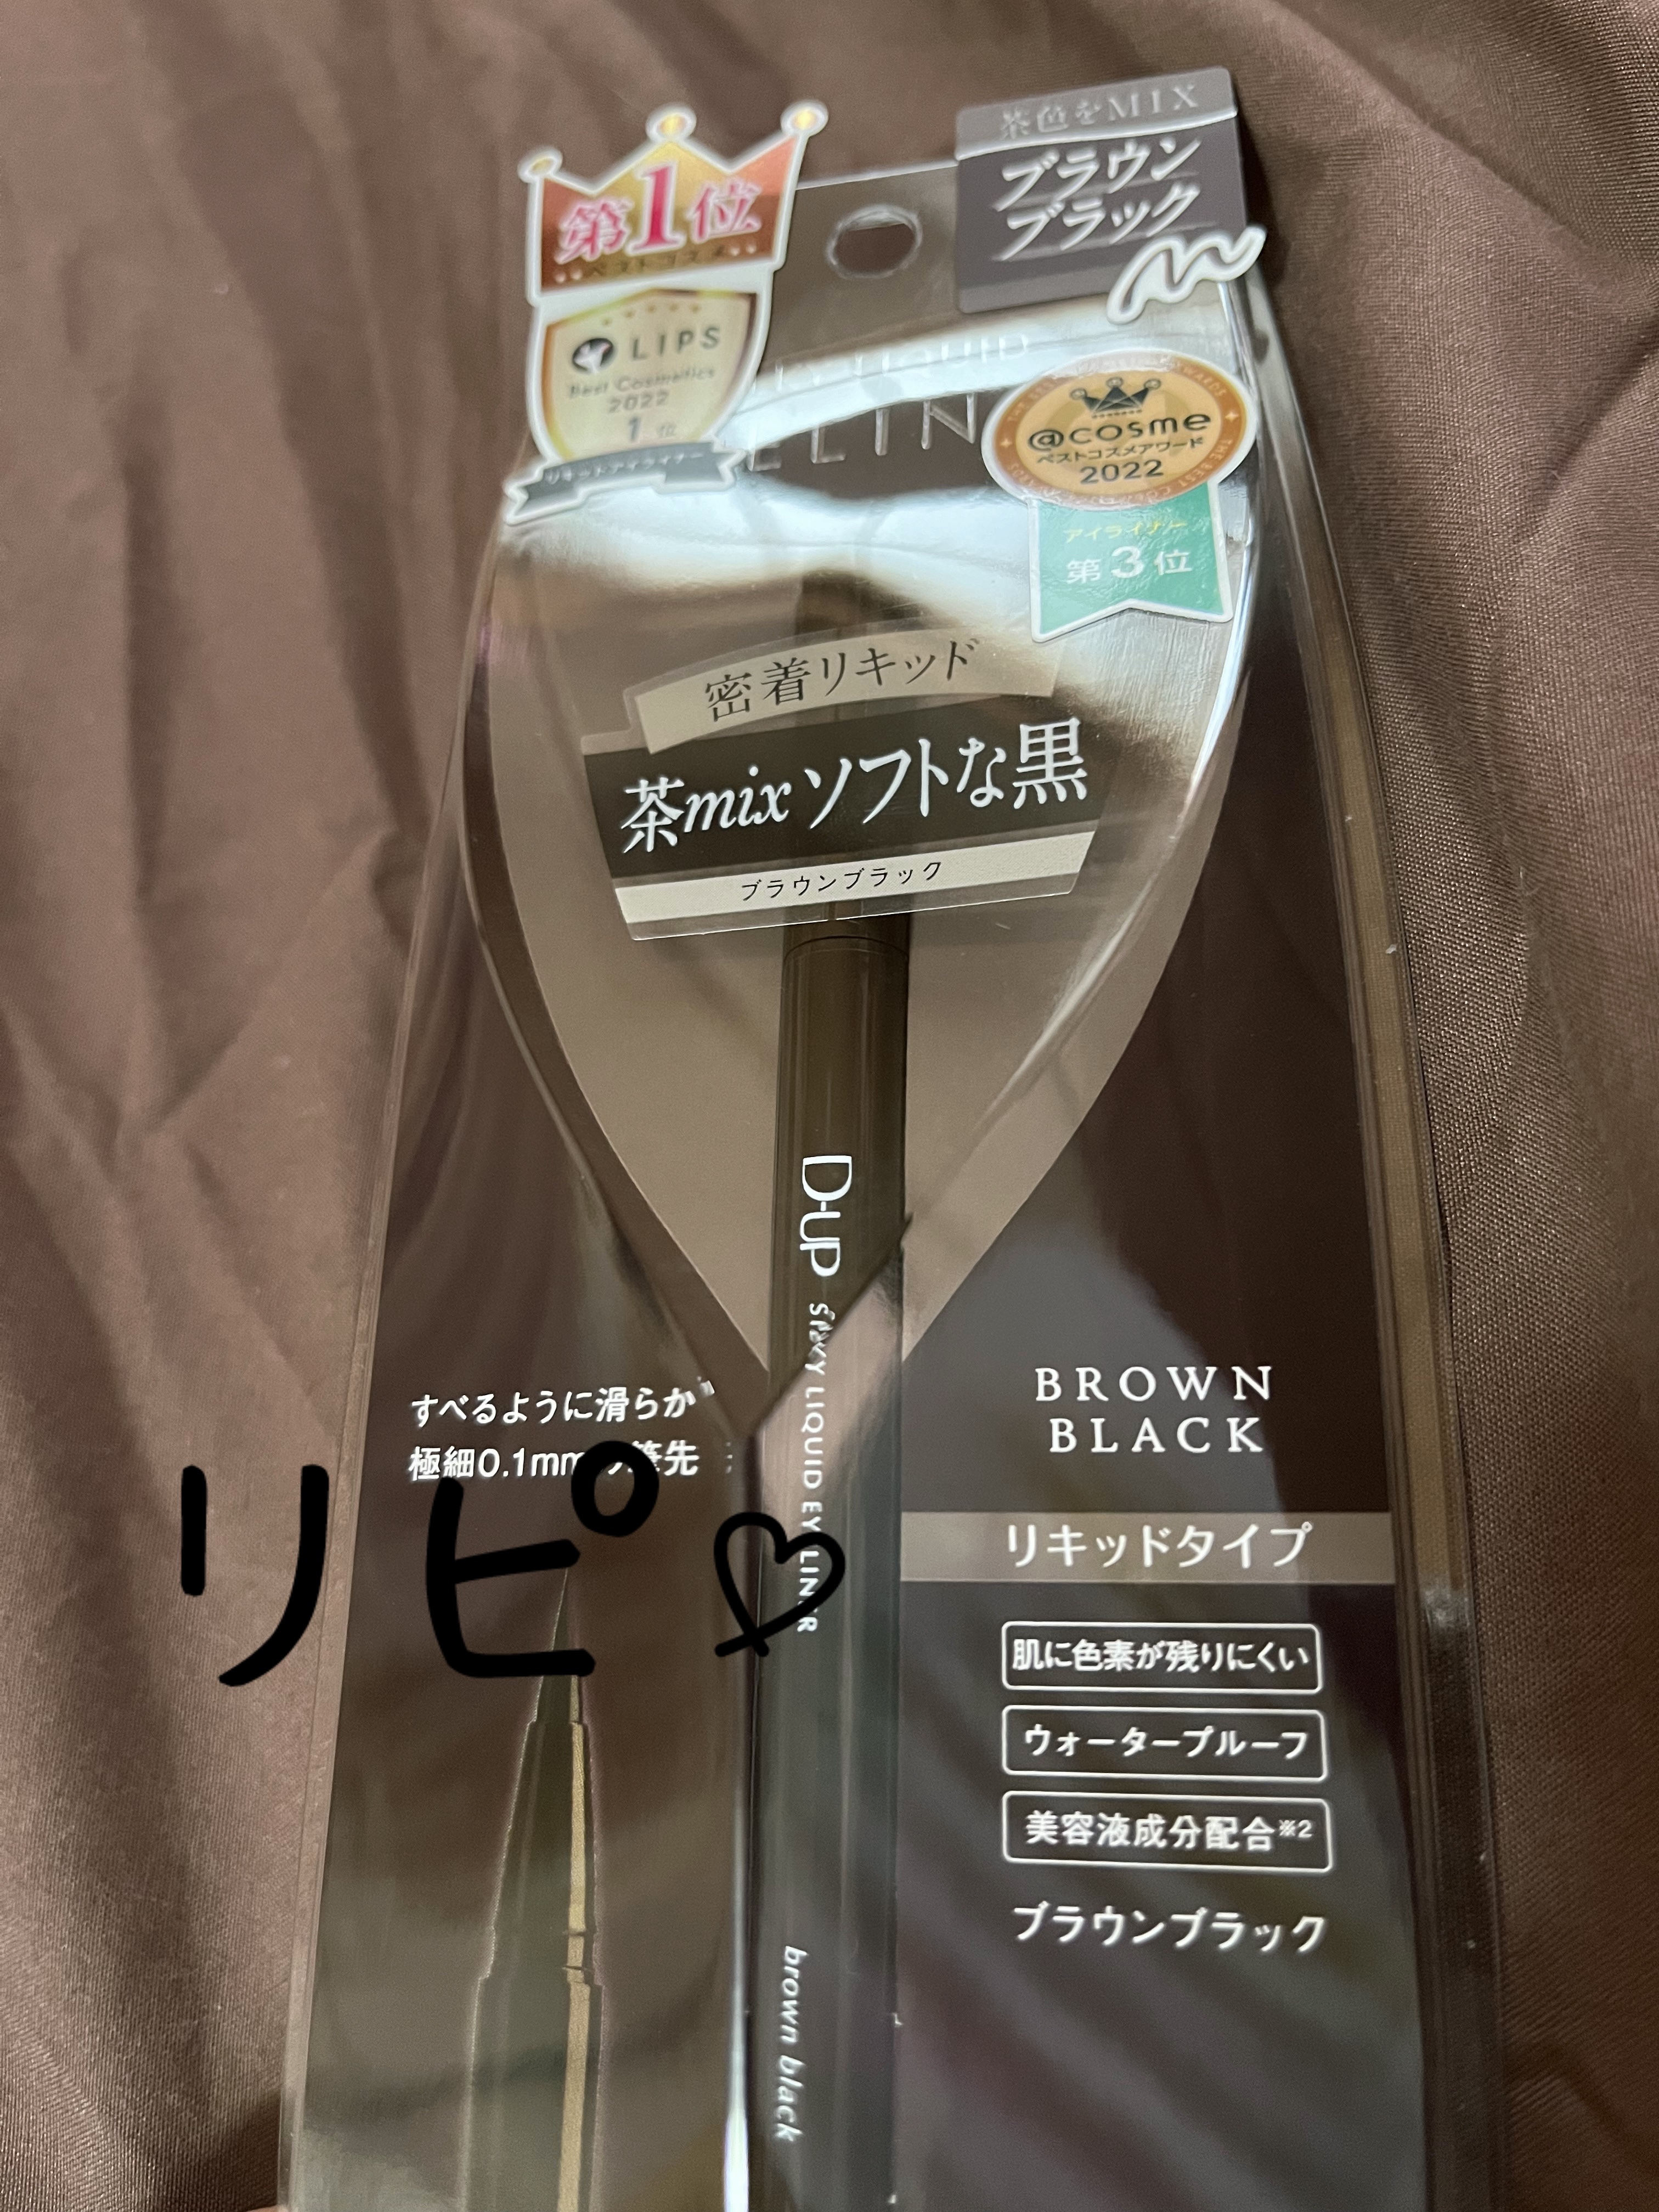 茶色をMIX
ブラウン
ブラック
第1位
ベストコスメ
LIPS
Best Cosmetics
2022
1位
リキッドアイライナー
LIQUID
@cosme
ベストコスメアワード
2022
アイライナー
第3位
密着リキッド
茶mixソフトな黒
ブラウンブラック
D-UP
LIQUID EYELINER
brown black
すべるように滑らか
極細0.1mm 筆先
リピ♡
BROWN
BLACK
リキッドタイプ
肌に色素が残りにくい
ウォータープルーフ
美容液成分配合※2
ブラウンブラック